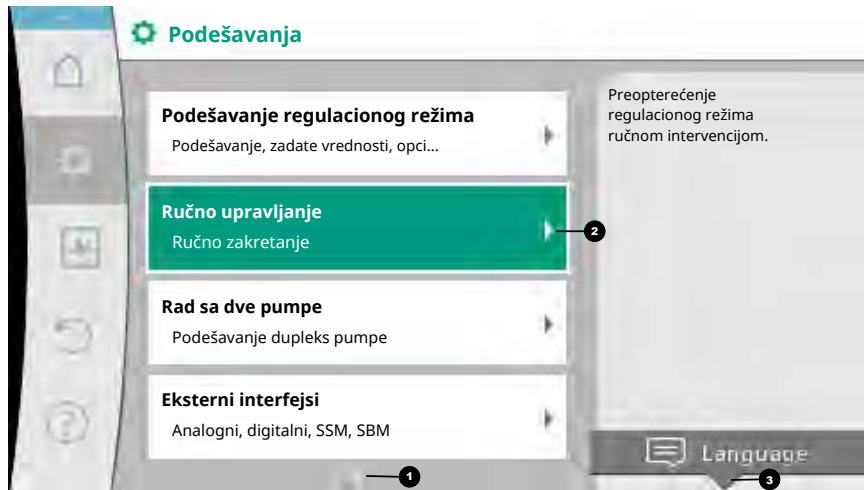 Podešavanja
Podešavanje regulacionog režima
Podešavanje, zadate vrednosti, opci...
Ručno upravljanje
Ručno zakretanje
2
Rad sa dve pumpe
Podešavanje dupleks pumpe
Eksterni interfejsi
Analogni, digitalni, SSM, SBM
1
Preopterećenje
regulacionog režima
ručnom intervencijom.
Language
3